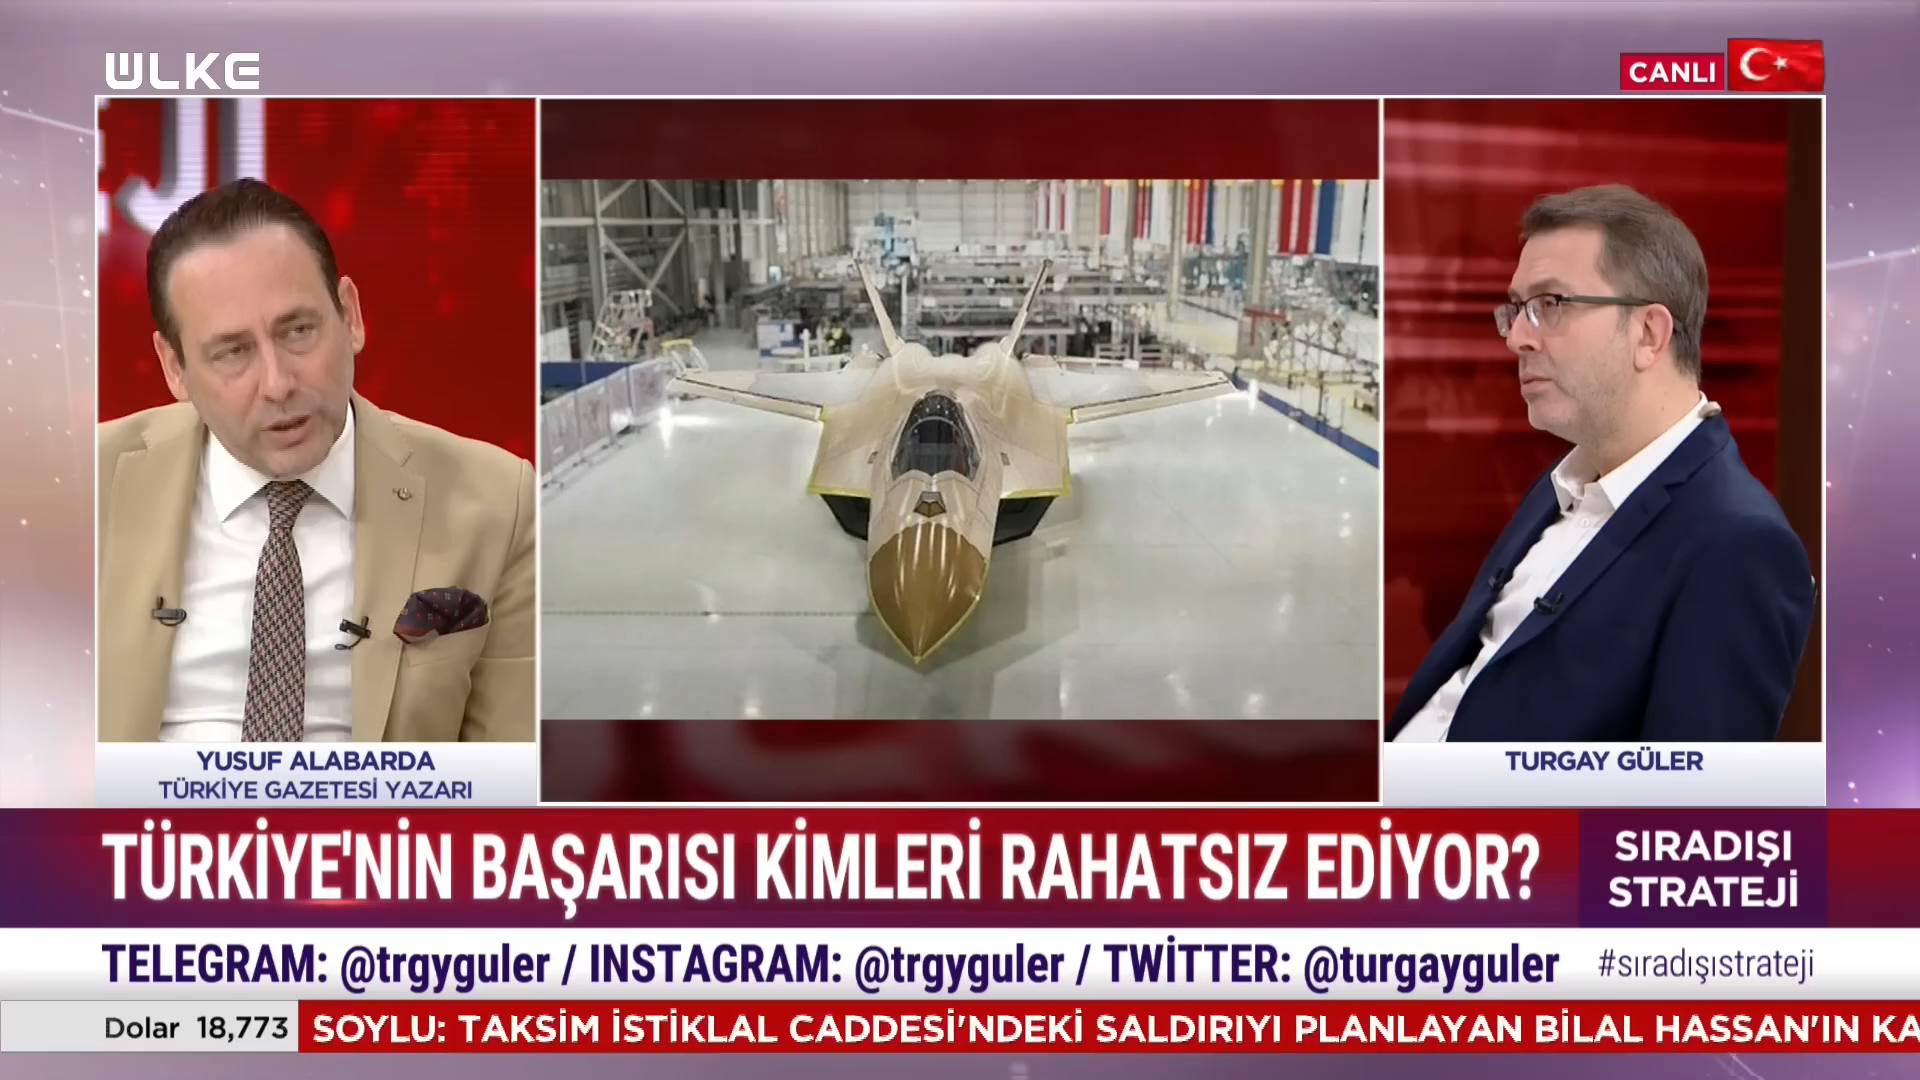 ÜLKE
CANLI
EJİ
YUSUF ALABARDA
TÜRKİYE GAZETESİ YAZARI
TURGAY GÜLER
TÜRKİYE'NİN BAŞARISI KİMLERİ RAHATSIZ EDİYOR?
SIRADIŞI
STRATEJİ
TELEGRAM: @trgyguler / INSTAGRAM: @trgyguler / TWİTTER: @turgayguler
#sıradışıstrateji
Dolar 18,773
SOYLU: TAKSİM İSTİKLAL CADDESİ'NDEKİ SALDIRIYI PLANLAYAN BİLAL HASSAN'IN KA